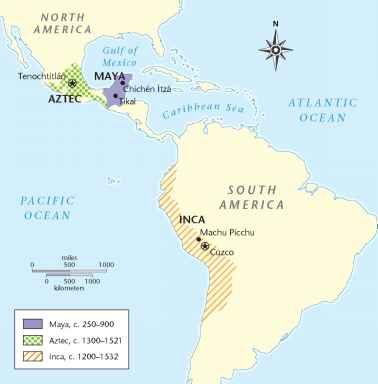 NORTH
AMERICA
N
Gulf of
Mexico
Tenochtitlán
MAYA
Chichén Itzá
AZTEC
Tikal
Caribbean Sea
ATLANTIC
OCEAN
PACIFIC
OCEAN
SOUTH
AMERICA
INCA
Machu Picchu
Cuzco
miles
0 500 1000
0 500 1000
kilometers
Maya, c. 250–900
Aztec, c. 1300–1521
Inca, c. 1200–1532